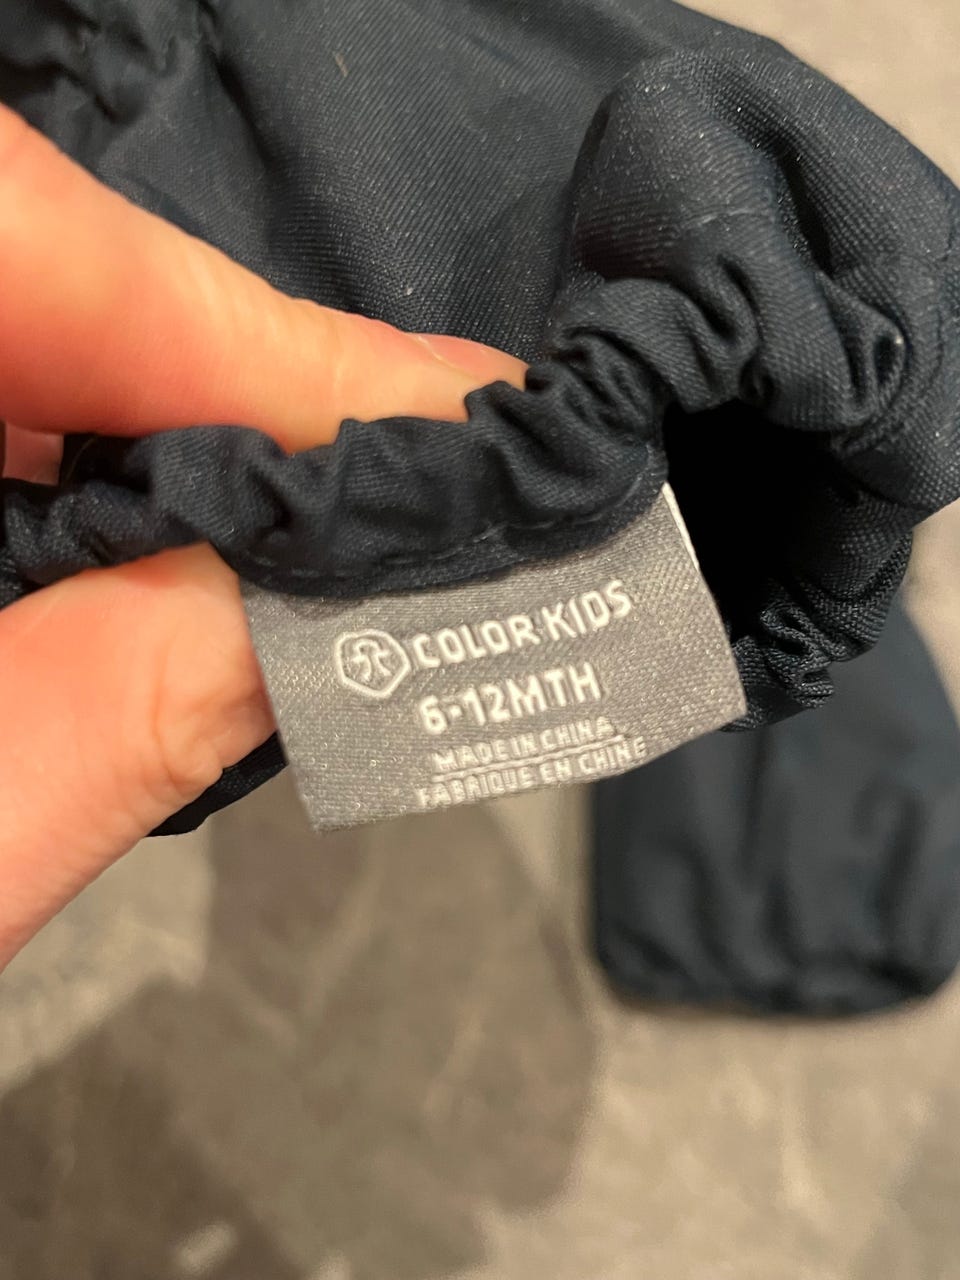 COLOR KIDS
6-12MTH
MADE IN CHINA
FABRIQUE EN CHINE